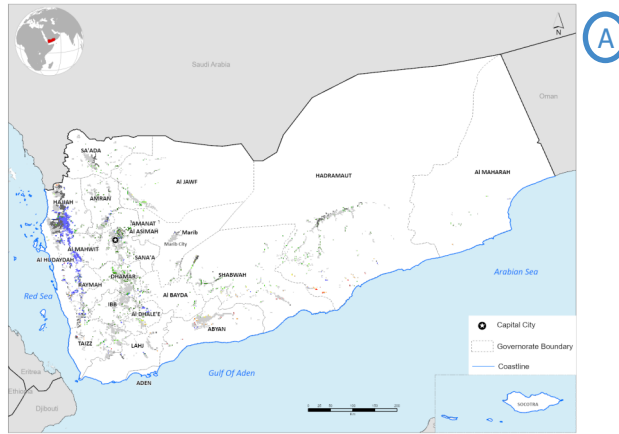 A
N
Saudi Arabia
Oman
SA'ADA
Al JAWF
HADRAMAUT
Al MAHARAH
HAJJAH
AMRAN
'AMANAT
Al ASIMAH
Marib
Marib City
AlMAHWIT
Al HUDAYDAH
SANA'A
DHAMAR
SHABWAH
Arabian Sea
Red Sea
RAYMAH
Al BAYDA
IBB
Al DHALE'E
ABYAN
TAIZZ
LAHJ
ADEN
Gulf Of Aden
Eritrea
Ethiopia
Djibouti
Capital City
Governorate Boundary
Coastline
SOCOTRA